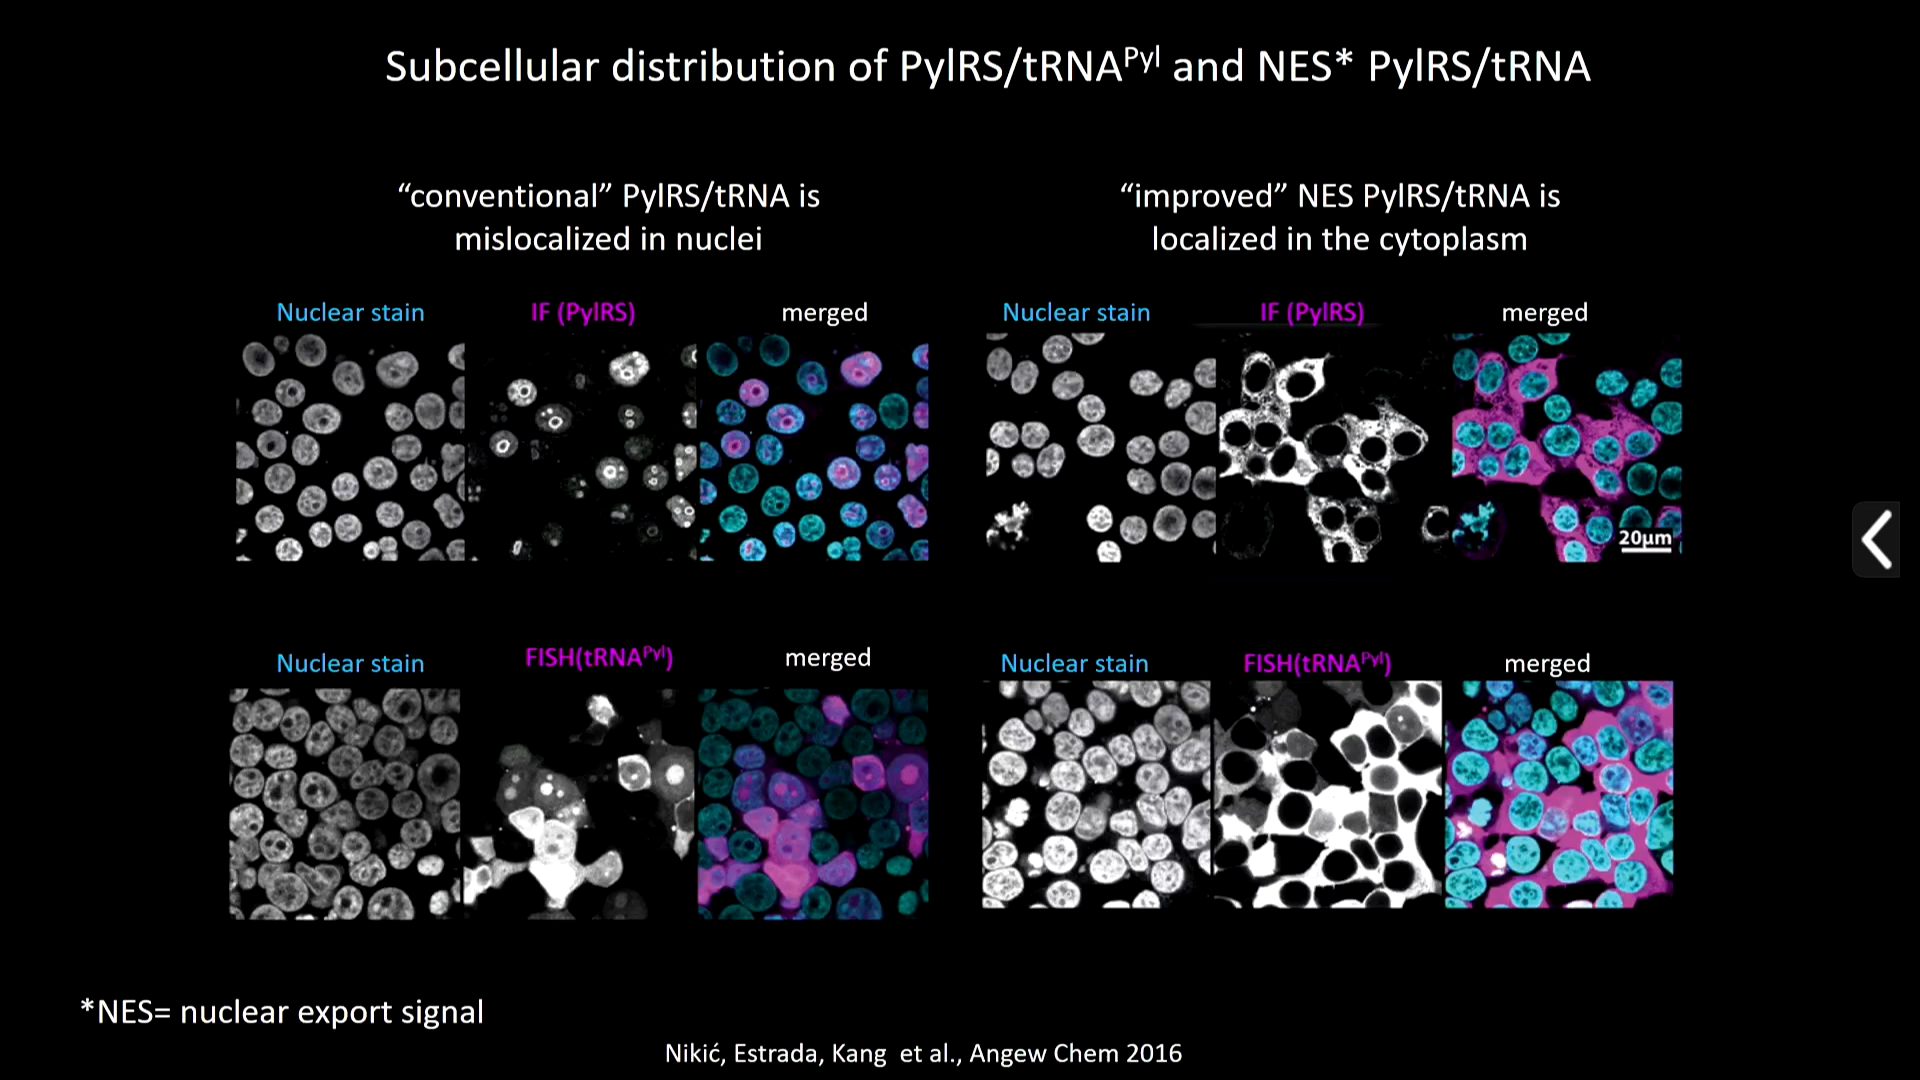 Subcellular distribution of PylRS/tRNAPyl and NES* PylRS/tRNA
“conventional” PylRS/tRNA is
mislocalized in nuclei
“improved” NES PylRS/tRNA is
localized in the cytoplasm
Nuclear stain
IF (PylRS)
merged
Nuclear stain
IF (PylRS)
merged
20µm
Nuclear stain
FISH(tRNAPyl)
merged
Nuclear stain
FISH(tRNAPyl)
merged
*NES= nuclear export signal
Nikić, Estrada, Kang et al., Angew Chem 2016